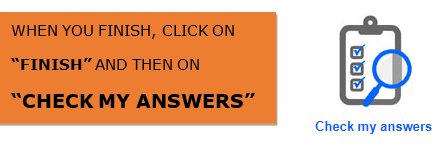 WHEN YOU FINISH, CLICK ON
“FINISH” AND THEN ON
“CHECK MY ANSWERS”
Check my answers